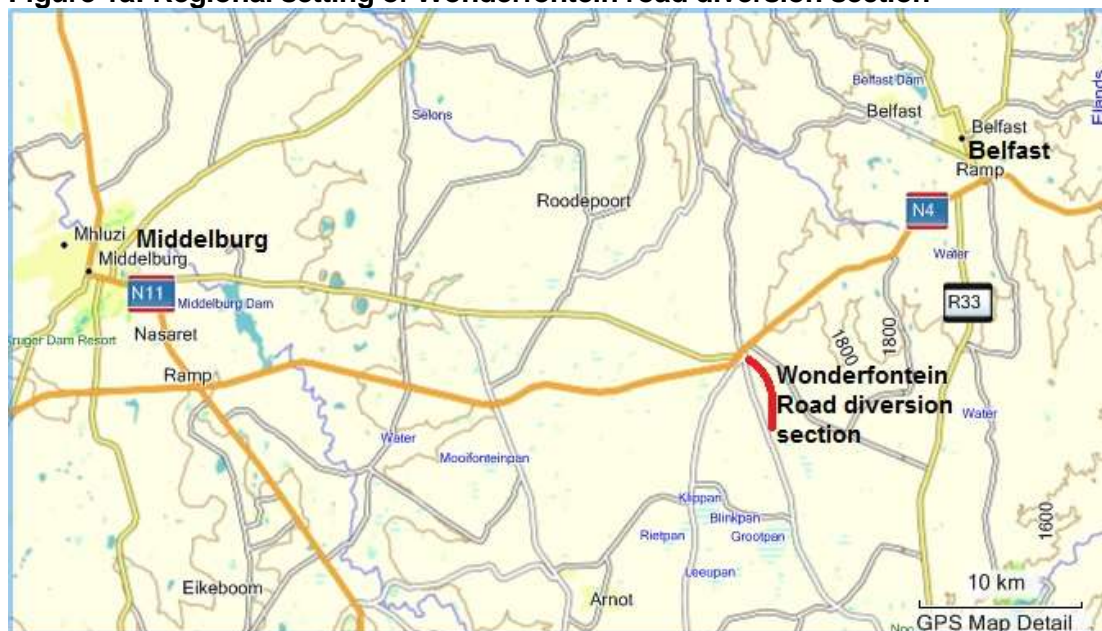 Figure 1a: Regional setting of Wonderfontein road diversion section
Belfast Dam
Elands
Belfast
Selons
Belfast
Belfast
Ramp
Roodepoort
N4
Mhluzi
Middelburg
Middelburg
Water
N11
Middelburg Dam
R33
Nasaret
Kruger Dam Resort
1800
1800
Ramp
Wonderfontein
Road diversion
section
Water
Water
Mooifonteinpan
Klippan
Blinkpan
Rietpan
Grootpan
1600
Leeupan
10 km
Eikeboom
Arnot
GPS Map Detail